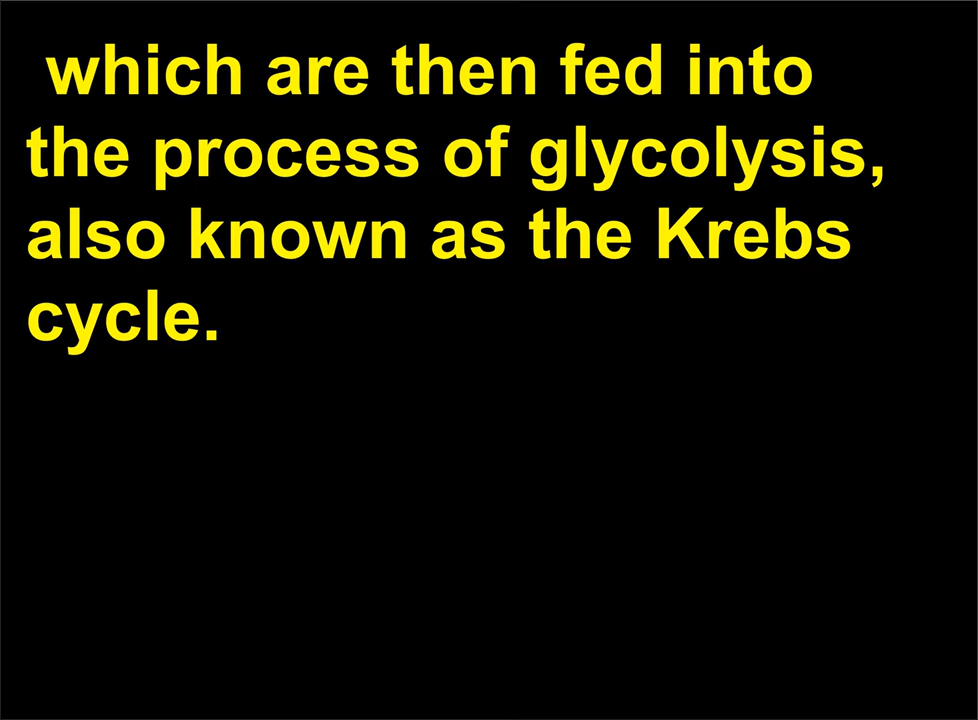 which are then fed into
the process of glycolysis,
also known as the Krebs
cycle.